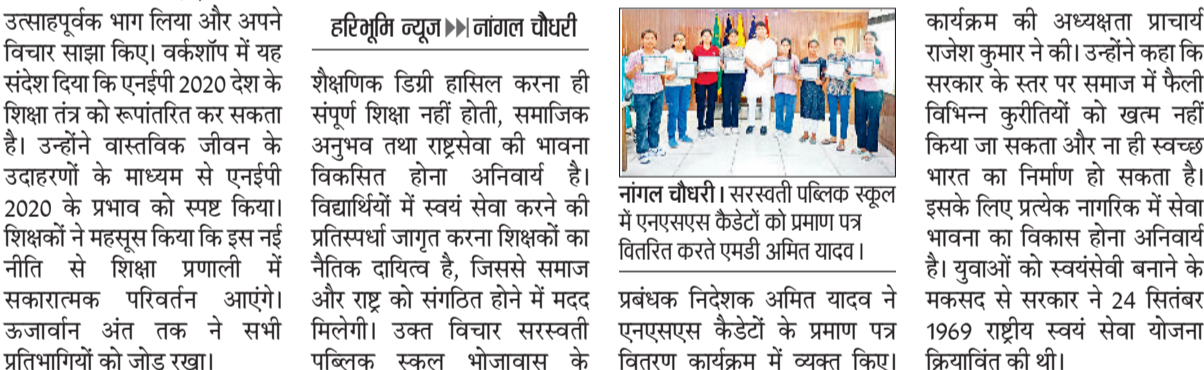 उत्साहपूर्वक भाग लिया और अपने
विचार साझा किए। वर्कशॉप में यह
संदेश दिया कि एनईपी 2020 देश के
शिक्षा तंत्र को रूपांतरित कर सकता
है। उन्होंने वास्तविक जीवन के
उदाहरणों के माध्यम से एनईपी
2020 के प्रभाव को स्पष्ट किया।
शिक्षकों ने महसूस किया कि इस नई
नीति से शिक्षा प्रणाली में
सकारात्मक परिवर्तन आएंगे।
ऊजार्वान अंत तक ने सभी
प्रतिभागियों को जोड़ रखा।
हरिभूमि न्यूज नांगल चौधरी
शैक्षणिक डिग्री हासिल करना ही
संपूर्ण शिक्षा नहीं होती, समाजिक
अनुभव तथा राष्ट्रसेवा की भावना
विकसित होना अनिवार्य है।
विद्यार्थियों में स्वयं सेवा करने की
प्रतिस्पर्धा जागृत करना शिक्षकों का
नैतिक दायित्व है, जिससे समाज
और राष्ट्र को संगठित होने में मदद
मिलेगी। उक्त विचार सरस्वती
पब्लिक स्कूल भोजावास के
नांगल चौधरी। सरस्वती पब्लिक स्कूल
में एनएसएस कैडेटों को प्रमाण पत्र
वितरित करते एमडी अमित यादव।
प्रबंधक निदेशक अमित यादव ने
एनएसएस कैडेटों के प्रमाण पत्र
वितरण कार्यक्रम में व्यक्त किए।
कार्यक्रम की अध्यक्षता प्राचार्य
राजेश कुमार ने की। उन्होंने कहा कि
सरकार के स्तर पर समाज में फैली
विभिन्न कुरीतियों को खत्म नहीं
किया जा सकता और ना ही स्वच्छ
भारत का निर्माण हो सकता है।
इसके लिए प्रत्येक नागरिक में सेवा
भावना का विकास होना अनिवार्य
है। युवाओं को स्वयंसेवी बनाने के
मकसद से सरकार ने 24 सितंबर
1969 राष्ट्रीय स्वयं सेवा योजना
क्रियाविंत की थी।